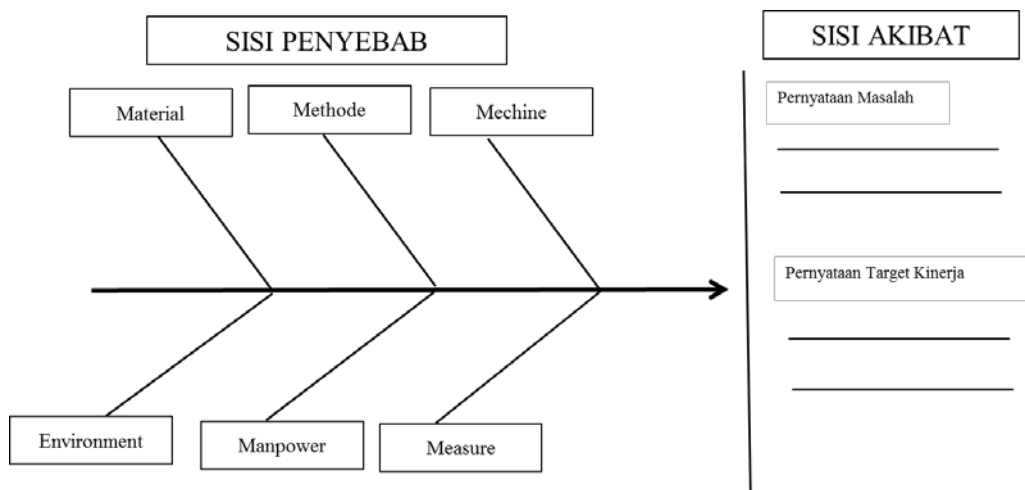 SISI PENYEBAB
SISI AKIBAT
Material
Methode
Mechine
Pernyataan Masalah
Pernyataan Target Kinerja
Environment
Manpower
Measure